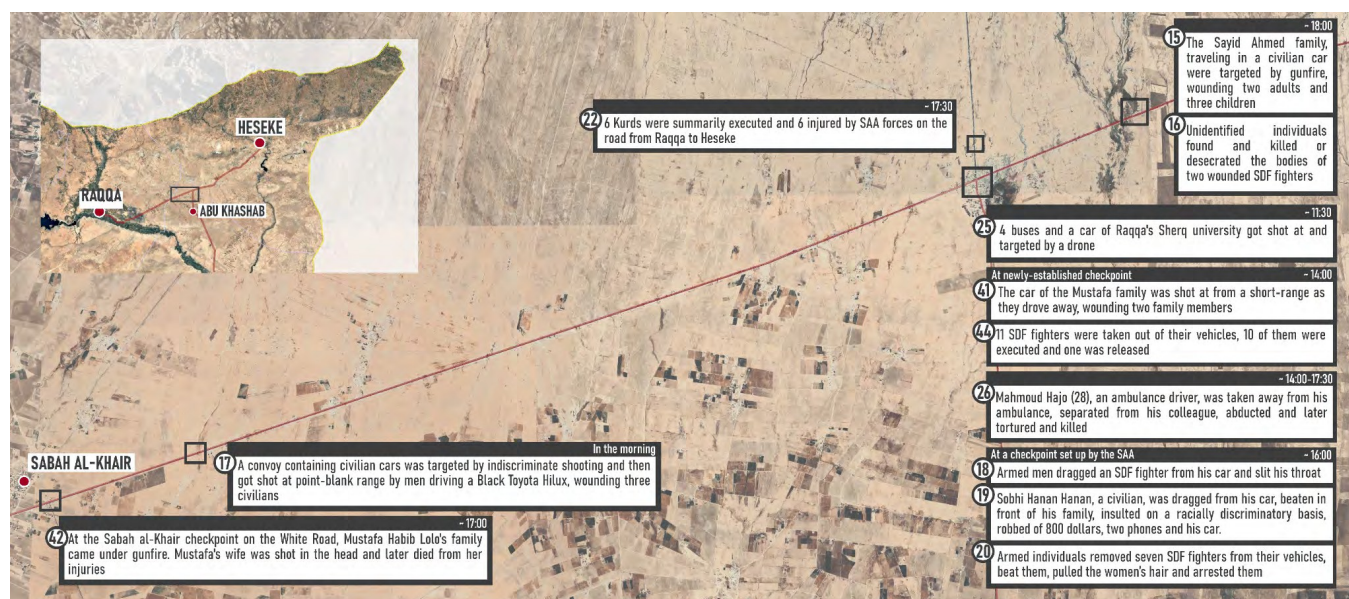 HESEKE
RAQQA
ABU KHASHAB
~ 17:30
22
6 Kurds were summarily executed and 6 injured by SAA forces on the
road from Raqqa to Heseke
~ 18:00
15
The Sayid Ahmed family,
traveling in a civilian car
were targeted by gunfire,
wounding two adults and
three children
16
Unidentified individuals
found and killed or
desecrated the bodies of
two wounded SDF fighters
~ 11:30
25
4 buses and a car of Raqqa's Sherq university got shot at and
targeted by a drone
At newly-established checkpoint ~ 14:00
41
The car of the Mustafa family was shot at from a short-range as
they drove away, wounding two family members
44
11 SDF fighters were taken out of their vehicles, 10 of them were
executed and one was released
~ 14:00-17:30
26
Mahmoud Hajo (28), an ambulance driver, was taken away from his
ambulance, separated from his colleague, abducted and later
tortured and killed
At a checkpoint set up by the SAA ~ 16:00
18
Armed men dragged an SDF fighter from his car and slit his throat
19
Sobhi Hanan Hanan, a civilian, was dragged from his car, beaten in
front of his family, insulted on a racially discriminatory basis,
robbed of 800 dollars, two phones and his car.
20
Armed individuals removed seven SDF fighters from their vehicles,
beat them, pulled the women's hair and arrested them
SABAH AL-KHAIR
In the morning
17
A convoy containing civilian cars was targeted by indiscriminate shooting and then
got shot at point-blank range by men driving a Black Toyota Hilux, wounding three
civilians
~ 17:00
42
At the Sabah al-Khair checkpoint on the White Road, Mustafa Habib Lolo's family
came under gunfire. Mustafa's wife was shot in the head and later died from her
injuries